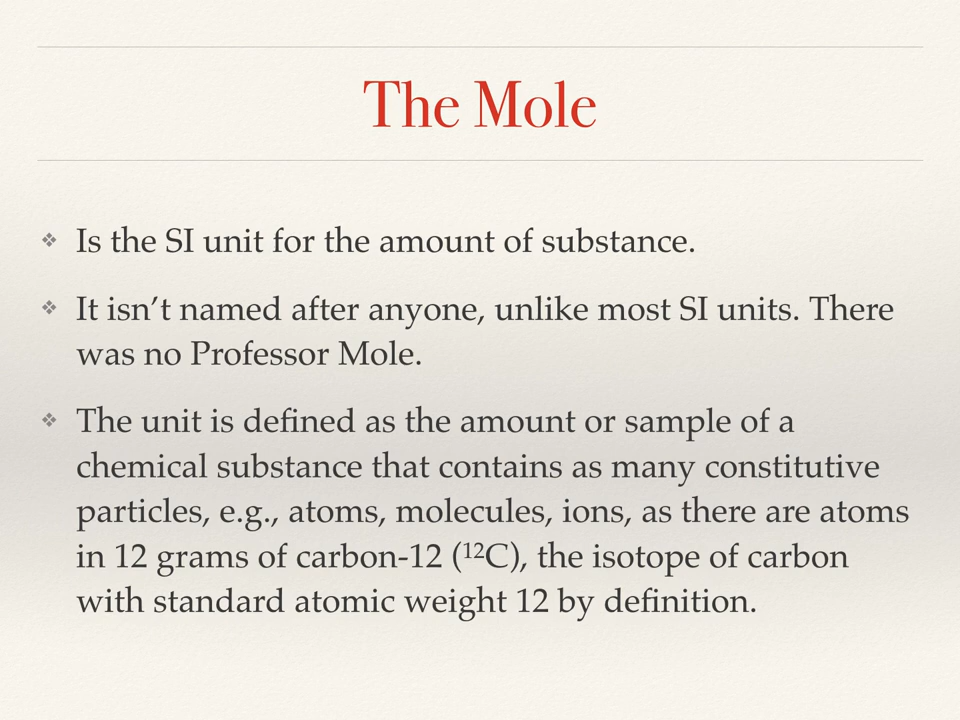 The Mole
❖ Is the SI unit for the amount of substance.
❖ It isn’t named after anyone, unlike most SI units. There
was no Professor Mole.
❖ The unit is defined as the amount or sample of a
chemical substance that contains as many constitutive
particles, e.g., atoms, molecules, ions, as there are atoms
in 12 grams of carbon-12 (¹²C), the isotope of carbon
with standard atomic weight 12 by definition.